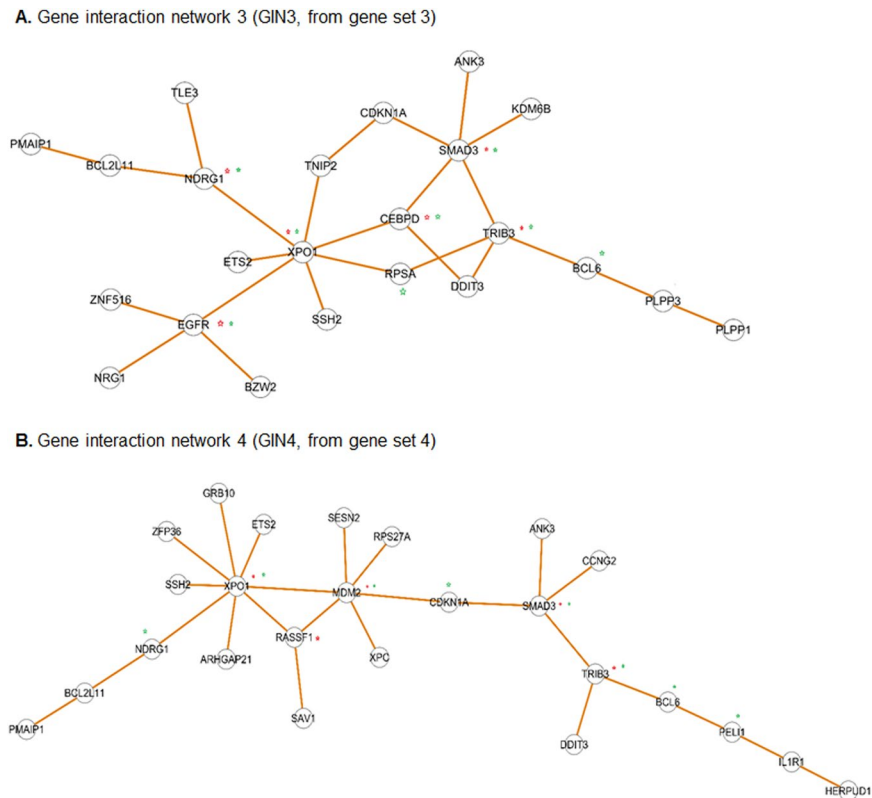 A. Gene interaction network 3 (GIN3, from gene set 3)
ANK3
TLE3
KDM6B
CDKN1A
PMAIP1
SMAD3
BCL2L11
TNIP2
NDRG1
CEBPD
TRIB3
XPO1
ETS2
BCL6
RPSA
DDIT3
ZNF516
PLPP3
SSH2
EGFR
PLPP1
NRG1
BZW2
B. Gene interaction network 4 (GIN4, from gene set 4)
GRB10
SESN2
ETS2
ANK3
ZFP36
RPS27A
CCNG2
SSH2
XPO1
MDM2
CDKN1A
SMAD3
RASSF1
NDRG1
ARHGAP21
XPC
TRIB3
BCL2L11
BCL6
SAV1
PMAIP1
PELI1
DDIT3
IL1R1
HERPUD1